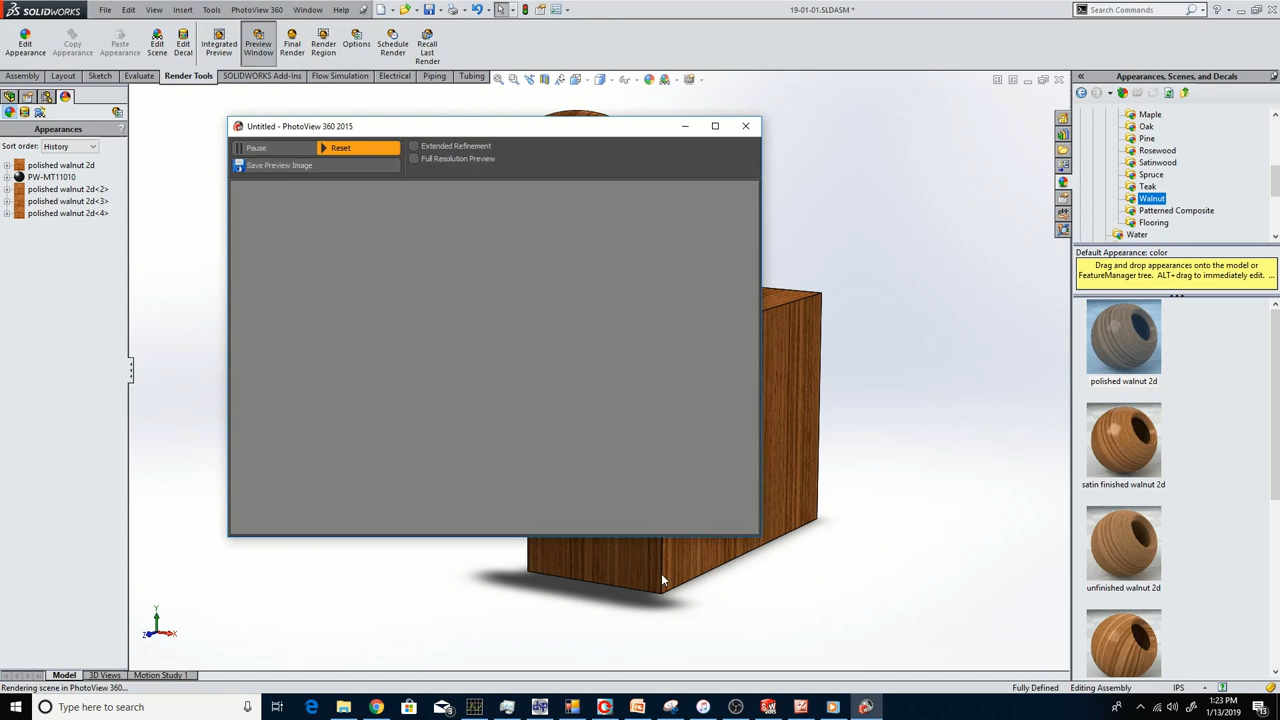 SOLIDWORKS File Edit View Insert Tools PhotoView 360 Window Help 19-01-01.SLDASM * Search Commands
Edit Appearance
Copy Appearance
Paste Appearance
Edit Scene
Edit Decal
Integrated Preview
Preview Window
Final Render
Render Region
Options
Schedule Render
Recall Last Render
Assembly Layout Sketch Evaluate Render Tools SOLIDWORKS Add-Ins Flow Simulation Electrical Piping Tubing
Appearances
Sort order: History
polished walnut 2d
PW-MT11010
polished walnut 2d<2>
polished walnut 2d<3>
polished walnut 2d<4>
Untitled - PhotoView 360 2015
Pause Reset
Save Preview Image
Extended Refinement
Full Resolution Preview
Appearances, Scenes, and Decals
Maple
Oak
Pine
Rosewood
Satinwood
Spruce
Teak
Walnut
Patterned Composite
Flooring
Water
Default Appearance: color
Drag and drop appearances onto the model or
FeatureManager tree. ALT+drag to immediately edit. ...
polished walnut 2d
satin finished walnut 2d
unfinished walnut 2d
Y
Z X
Model 3D Views Motion Study 1
Rendering scene in PhotoView 360... Fully Defined Editing Assembly IPS
Type here to search
1:23 PM
1/13/2019